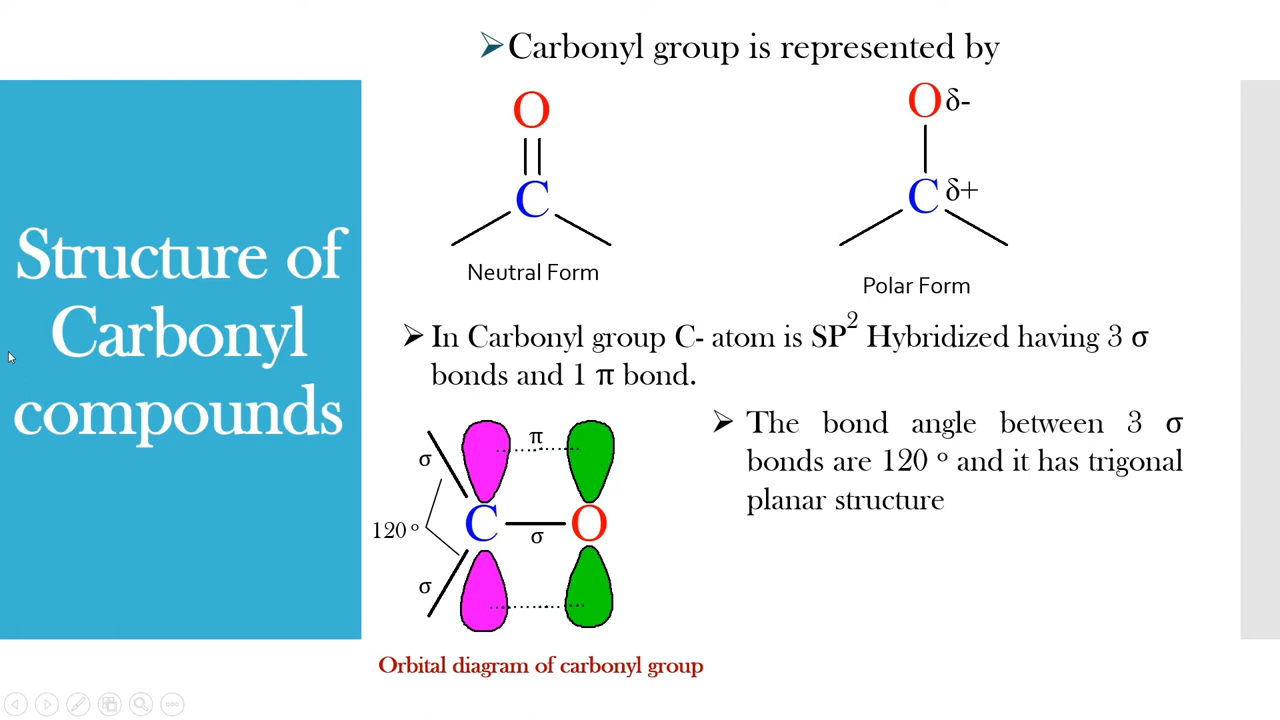 Structure of
Carbonyl
compounds
Carbonyl group is represented by
O
C
Neutral Form
O δ-
C δ+
Polar Form
In Carbonyl group C- atom is SP² Hybridized having 3 σ
bonds and 1 π bond.
π
σ
120 º
C
O
σ
σ
Orbital diagram of carbonyl group
The bond angle between 3 σ
bonds are 120 º and it has trigonal
planar structure